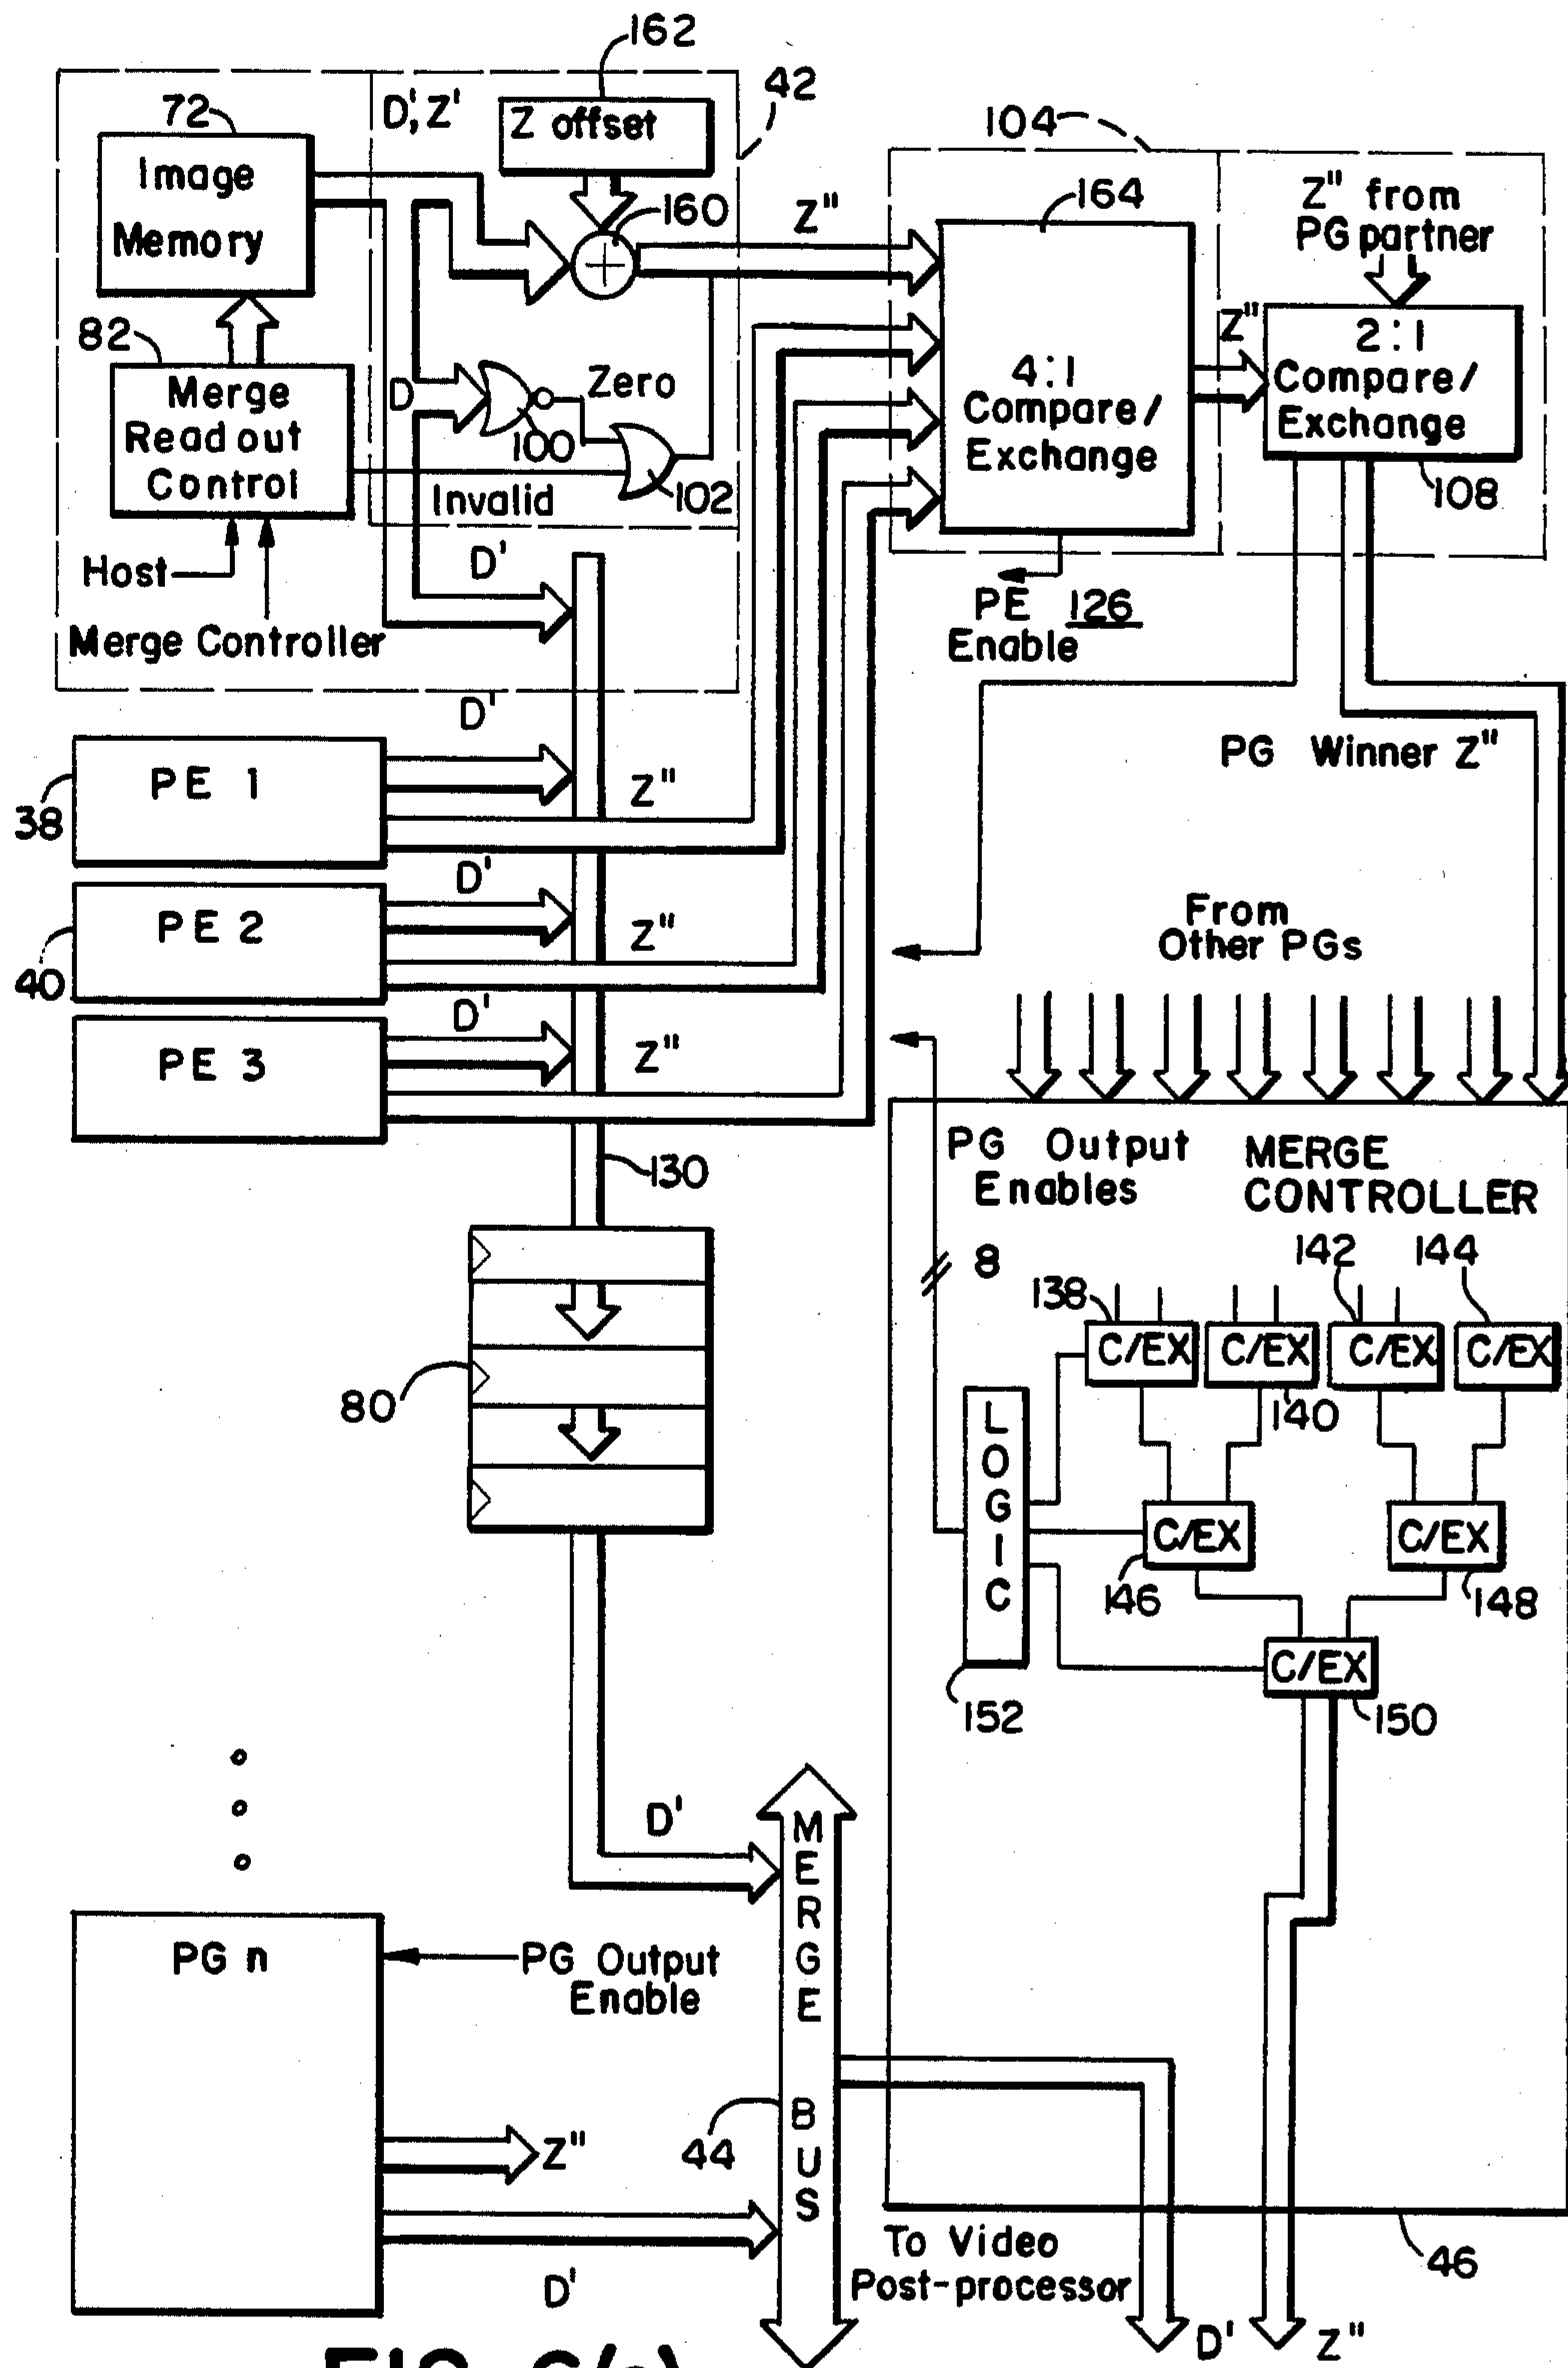 162
42
72
D', Z'
Z offset
104
Image
Memory
160
Z"
164
Z" from
PG partner
82
Merge
Readout
Control
D
Zero
100
102
Invalid
4:1
Compare/
Exchange
Z"
2:1
Compare/
Exchange
108
Host
D'
PE 126
Enable
Merge Controller
D'
PE 1
38
Z"
PG Winner Z"
D'
PE 2
40
Z"
From
Other PGs
D'
PE 3
Z"
130
PG Output
Enables
MERGE
CONTROLLER
8
138
142
144
C/EX
C/EX
C/EX
C/EX
140
80
LOGIC
C/EX
C/EX
146
148
C/EX
152
150
D'
MERGE BUS
PG n
PG Output
Enable
Z"
44
D'
To Video
Post-processor
46
D'
Z"